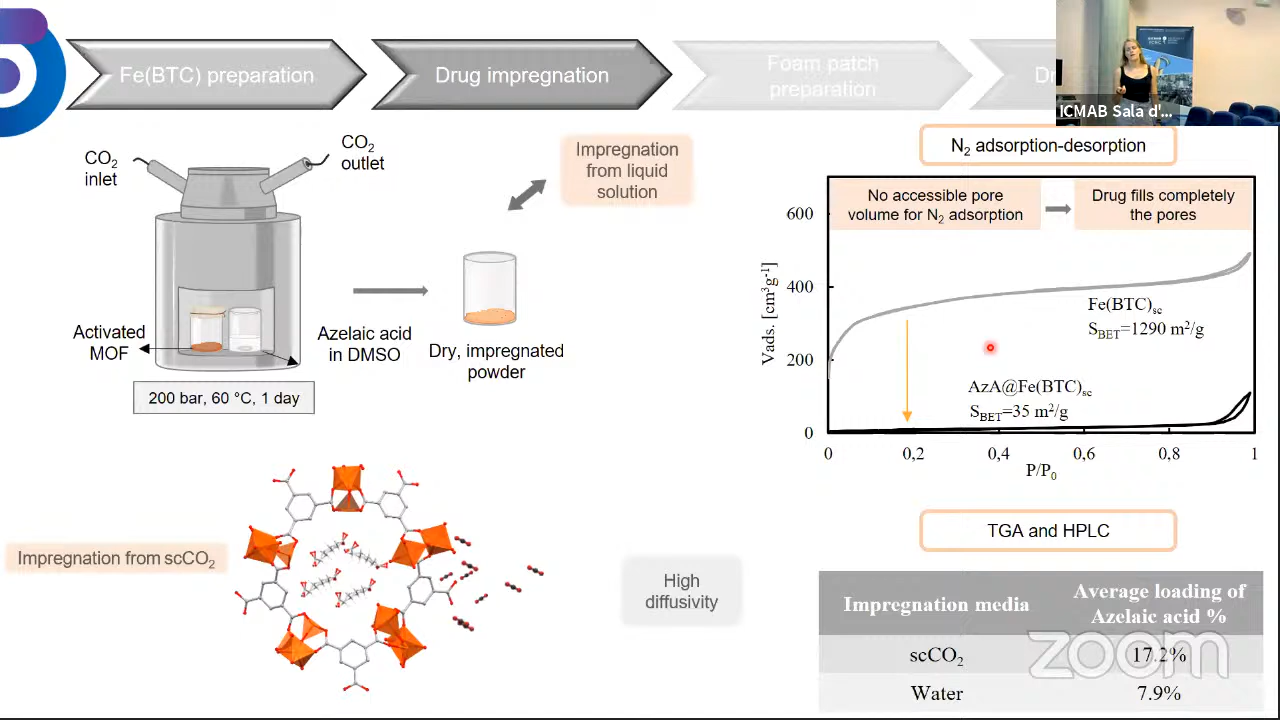 Fe(BTC) preparation
Drug impregnation
Foam patch
preparation
ICMAB Sala d'...
CO2
inlet
CO2
outlet
Activated
MOF
Azelaic acid
in DMSO
200 bar, 60 °C, 1 day
Impregnation
from liquid
solution
Dry, impregnated
powder
N2 adsorption-desorption
No accessible pore
volume for N2 adsorption
Drug fills completely
the pores
Vads. [cm3g-1]
600
400
200
0
Fe(BTC)sc
SBET=1290 m2/g
AzA@Fe(BTC)sc
SBET=35 m2/g
0
0,2
0,4
0,6
0,8
1
P/P0
Impregnation from scCO2
High
diffusivity
TGA and HPLC
Impregnation media
Average loading of
Azelaic acid %
scCO2
17.2%
Water
7.9%
zoom